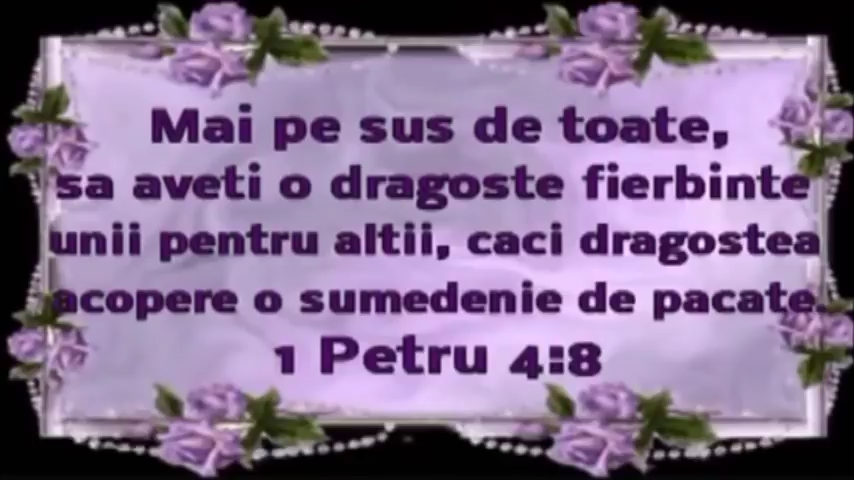 Mai pe sus de toate,
sa aveti o dragoste fierbinte
unii pentru altii, caci dragostea
acopere o sumedenie de pacate.
1 Petru 4:8